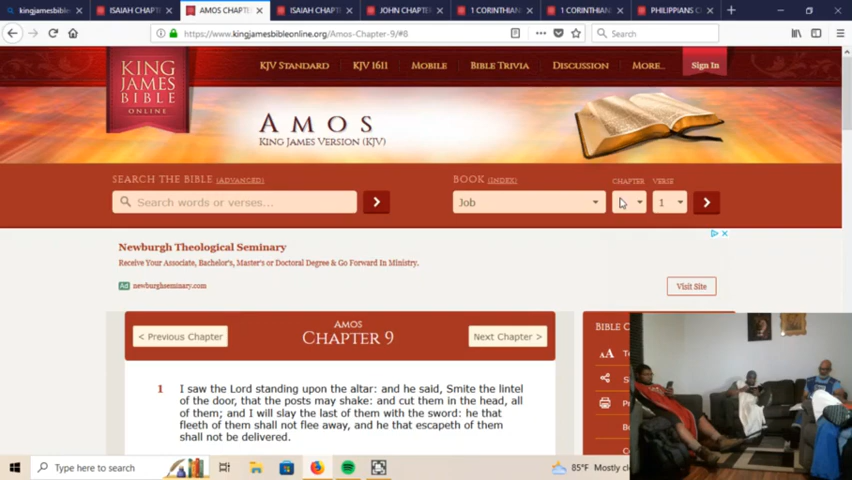 kingjamesbible
ISAIAH CHAPTE
AMOS CHAPTE
ISAIAH CHAPTE
JOHN CHAPTE
1 CORINTHIAN
1 CORINTHIAN
PHILIPPIANS C
https://www.kingjamesbibleonline.org/Amos-Chapter-9/#8
Search
KING
JAMES
BIBLE
ONLINE
KJV STANDARD
KJV 1611
MOBILE
BIBLE TRIVIA
DISCUSSION
MORE...
Sign In
AMOS
KING JAMES VERSION (KJV)
SEARCH THE BIBLE (ADVANCED)
BOOK (INDEX)
CHAPTER
VERSE
Search words or verses...
Job
1
Newburgh Theological Seminary
Receive Your Associate, Bachelor's, Master's or Doctoral Degree & Go Forward In Ministry.
Ad newburghseminary.com
Visit Site
< Previous Chapter
AMOS
CHAPTER 9
Next Chapter >
BIBLE C
AA
1 I saw the Lord standing upon the altar: and he said, Smite the lintel
of the door, that the posts may shake: and cut them in the head, all
of them; and I will slay the last of them with the sword: he that
fleeth of them shall not flee away, and he that escapeth of them
shall not be delivered.
Type here to search
85°F Mostly cl